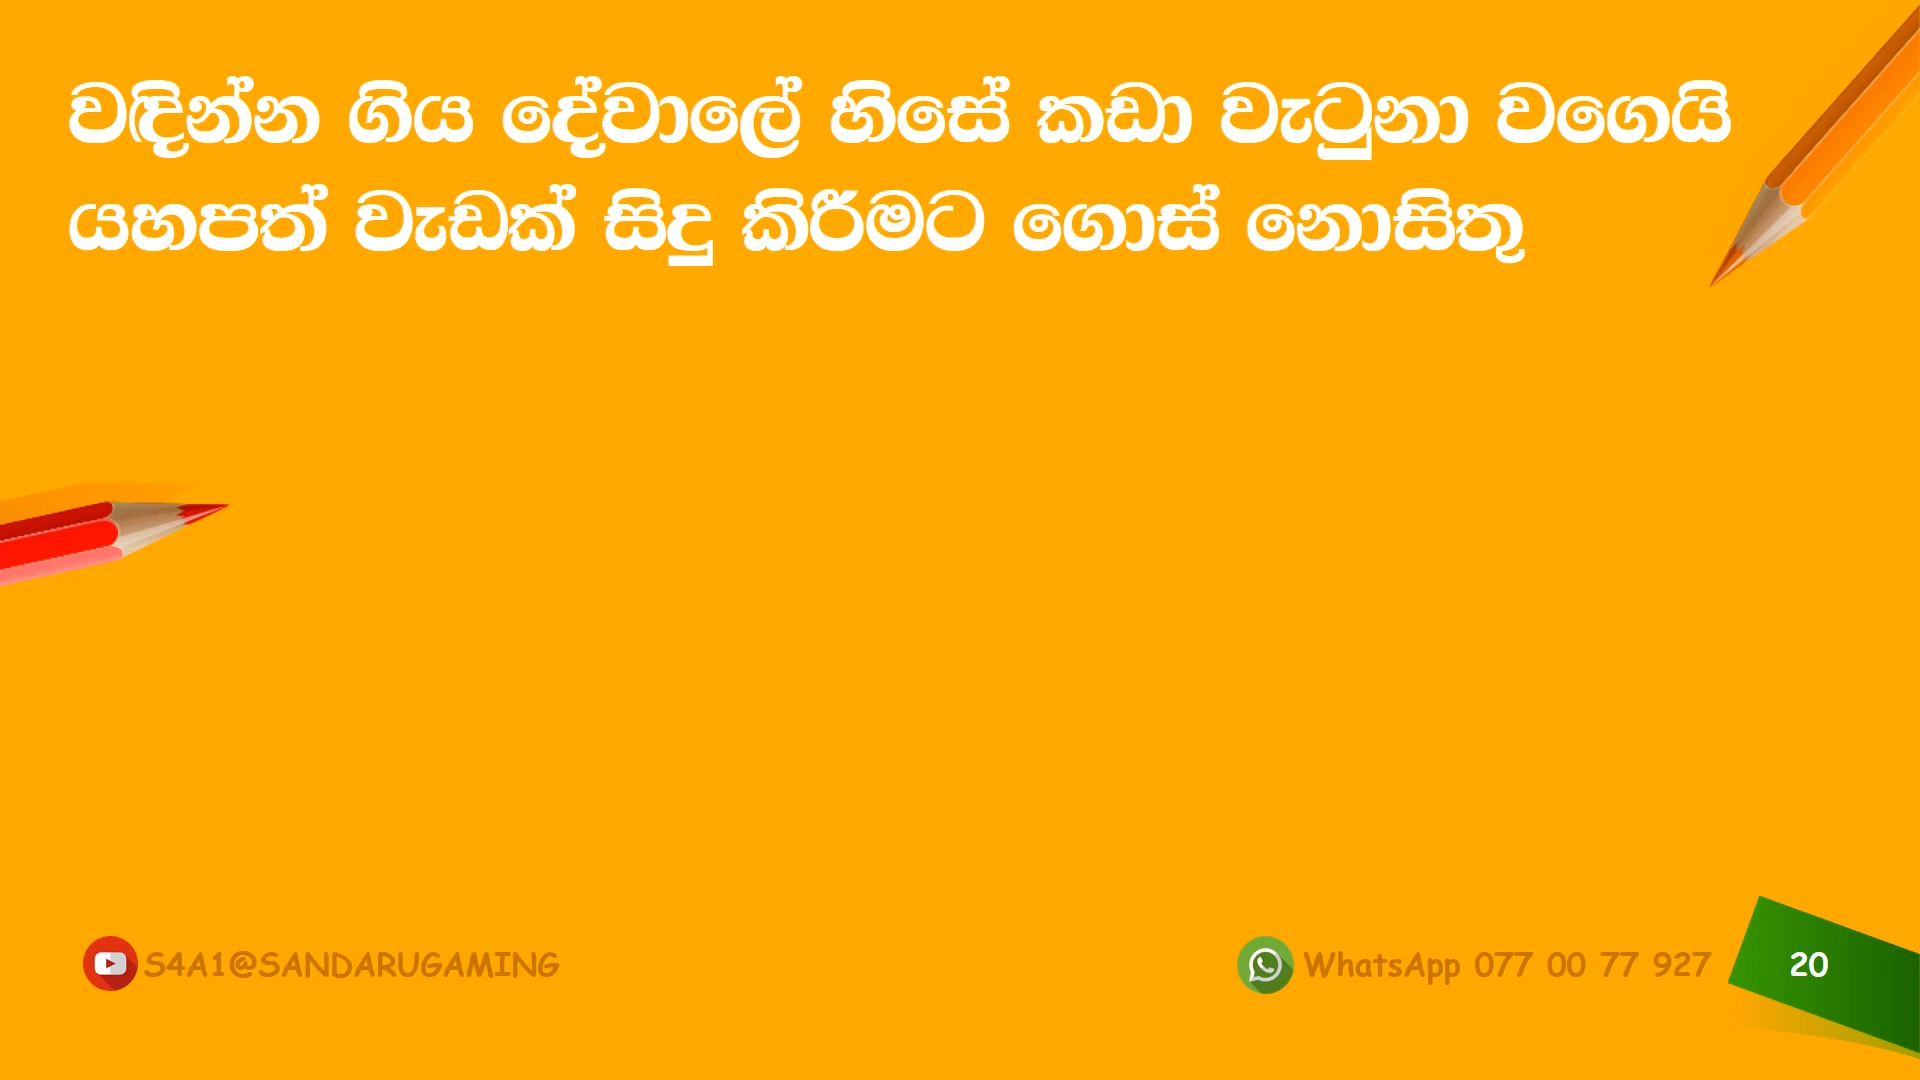 වඳින්න ගිය දේවාලේ හිසේ කඩා වැටුනා වගෙයි
යහපත් වැඩක් සිදු කිරීමට ගොස් නොසිතු
S4A1@SANDARUGAMING
WhatsApp 077 00 77 927
20